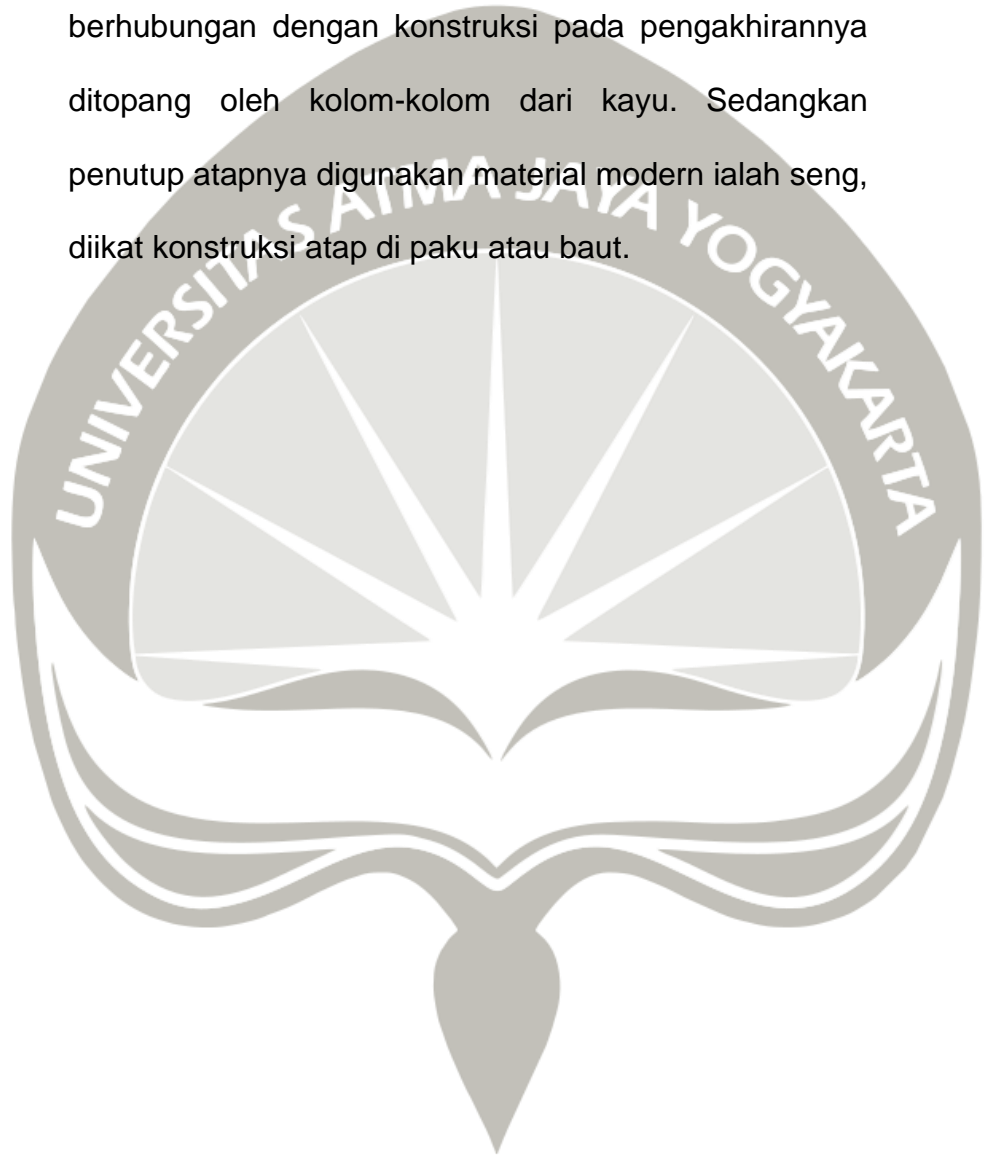 berhubungan dengan konstruksi pada pengakhirannya
ditopang oleh kolom-kolom dari kayu. Sedangkan
penutup atapnya digunakan material modern ialah seng,
diikat konstruksi atap di paku atau baut.
UNIVERSITAS ATMA JAYA YOGYAKARTA